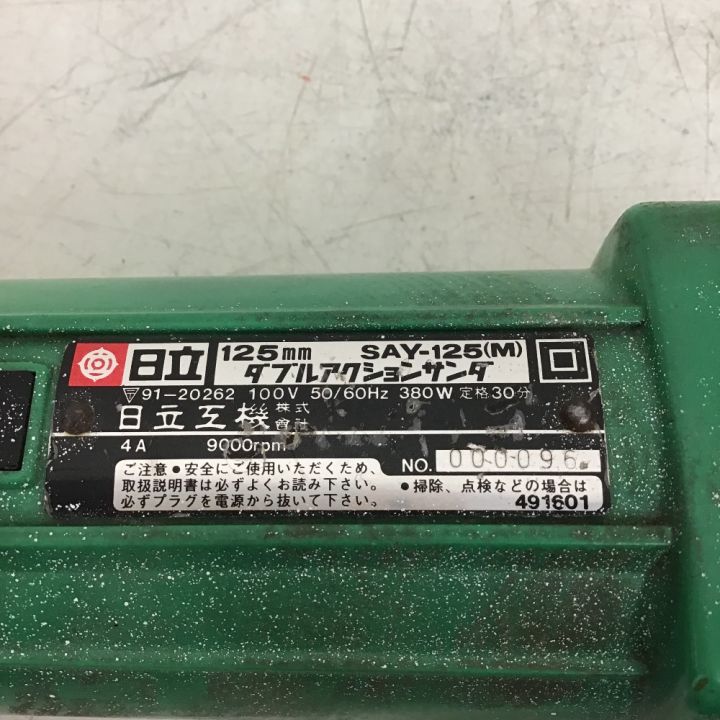 日立 125mm SAY-125(M)
ダブルアクションサンダ
▽91-20262 100V 50/60Hz 380W 定格30分
日立工機株式會社
4A 9000rpm
NO. 000096
ご注意 ●安全にご使用いただくため、
取扱説明書は必ずよくお読み下さい。 ●掃除、点検などの場合は
必ずプラグを電源から抜いて下さい。 491601